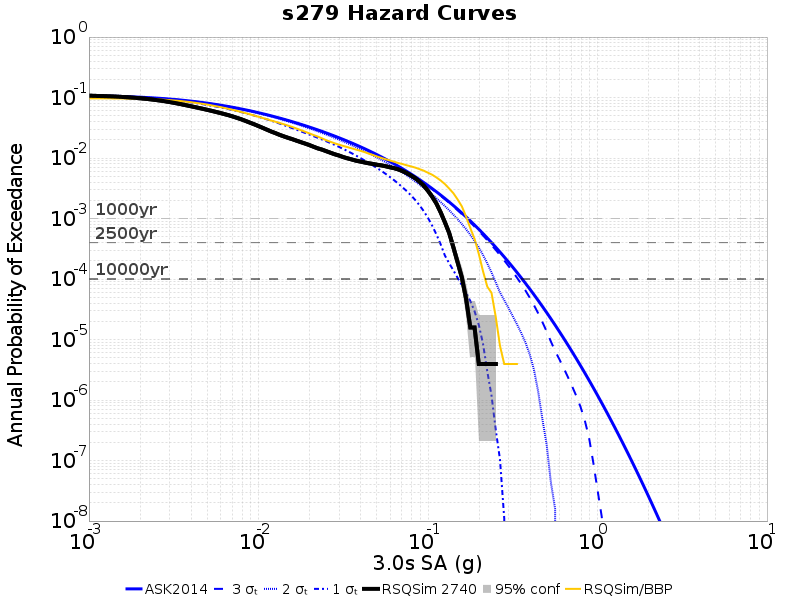 s279 Hazard Curves
Annual Probability of Exceedance
10^0
10^-1
10^-2
10^-3
10^-4
10^-5
10^-6
10^-7
10^-8
1000yr
2500yr
10000yr
10^-3
10^-2
10^-1
10^0
10^1
3.0s SA (g)
ASK2014 3 σₜ 2 σₜ 1 σₜ RSQSim 2740 95% conf RSQSim/BBP